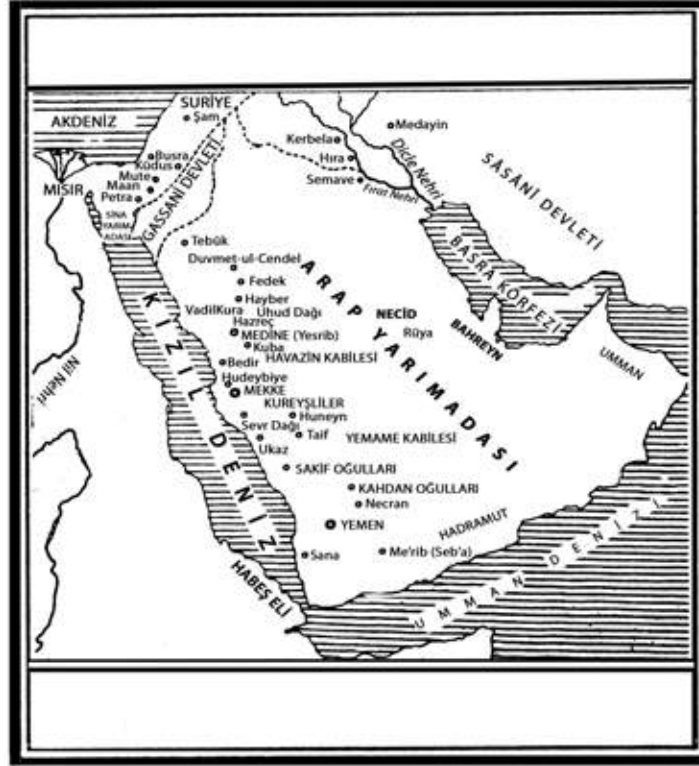 SURİYE
AKDENİZ
Şam
Medayin
Kerbela
Busra
Hıra
Dicle Nehri
Kudus
SASANİ DEVLETİ
MISIR
Mute
Maan
Semave
Fırat Nehri
Petra
GASSANİ DEVLETİ
SİNA
YARIM
ADASI
Tebük
Duvmet-ul-Cendel
BASRA KÖRFEZİ
Fedek
ARAP YARIMADASI
Hayber
VadilKura
Uhud Dağı
NECİD
Hazreç
Rüya
BAHREYN
MEDİNE (Yesrib)
Kuba
UMMAN
Bedir
HAVAZİN KABİLESİ
KIZIL DENİZ
Nil Nehri
Hudeybiye
MEKKE
KUREYŞLİLER
Huneyn
Sevr Dağı
Taif
YEMAME KABİLESİ
Ukaz
SAKİF OĞULLARI
KAHDAN OĞULLARI
Necran
YEMEN
HADRAMUT
UMMAN DENİZİ
Sana
Me'rib (Seb'a)
HABEŞ ELİ